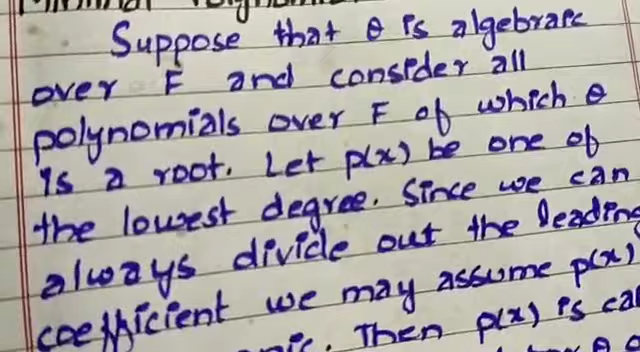 Suppose that θ is algebraic
over F and consider all
polynomials over F of which θ
is a root. Let p(x) be one of
the lowest degree. Since we can
always divide out the leading
coefficient we may assume p(x)
Then p(x) is